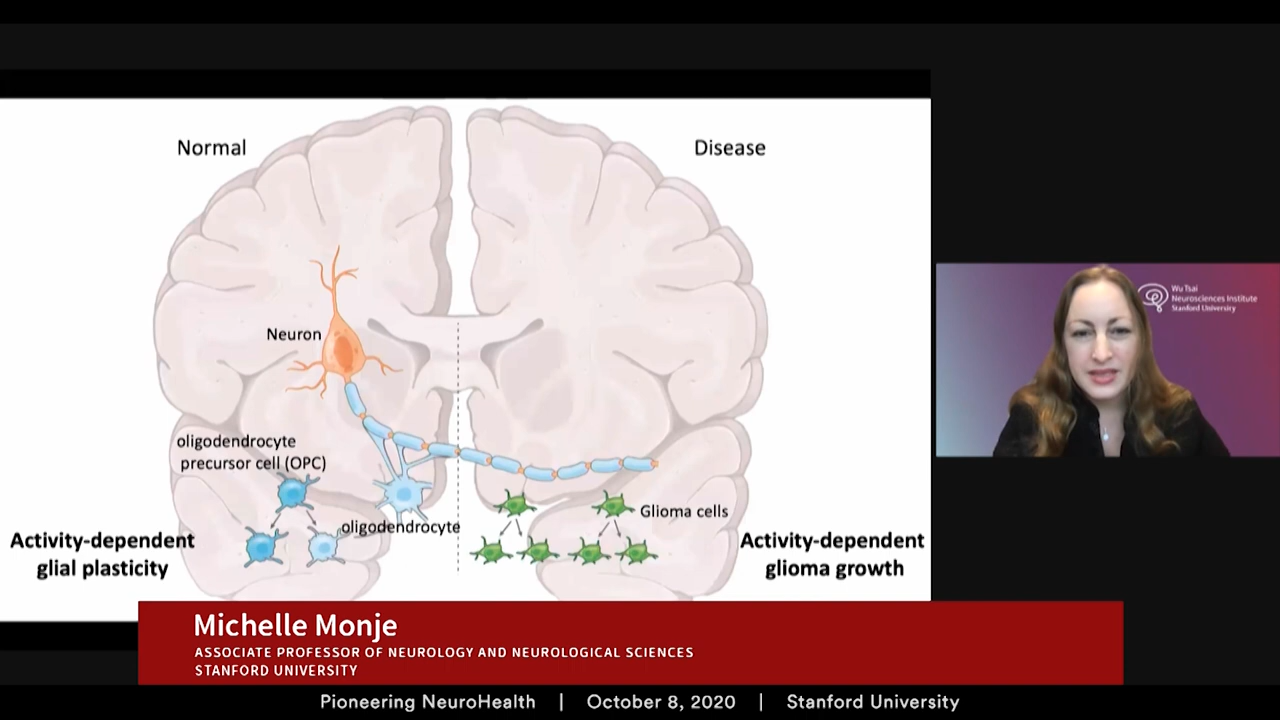 Normal
Disease
Neuron
oligodendrocyte
precursor cell (OPC)
oligodendrocyte
Glioma cells
Activity-dependent
glial plasticity
Activity-dependent
glioma growth
Wu Tsai
Neurosciences Institute
Stanford University
Michelle Monje
ASSOCIATE PROFESSOR OF NEUROLOGY AND NEUROLOGICAL SCIENCES
STANFORD UNIVERSITY
Pioneering NeuroHealth | October 8, 2020 | Stanford University